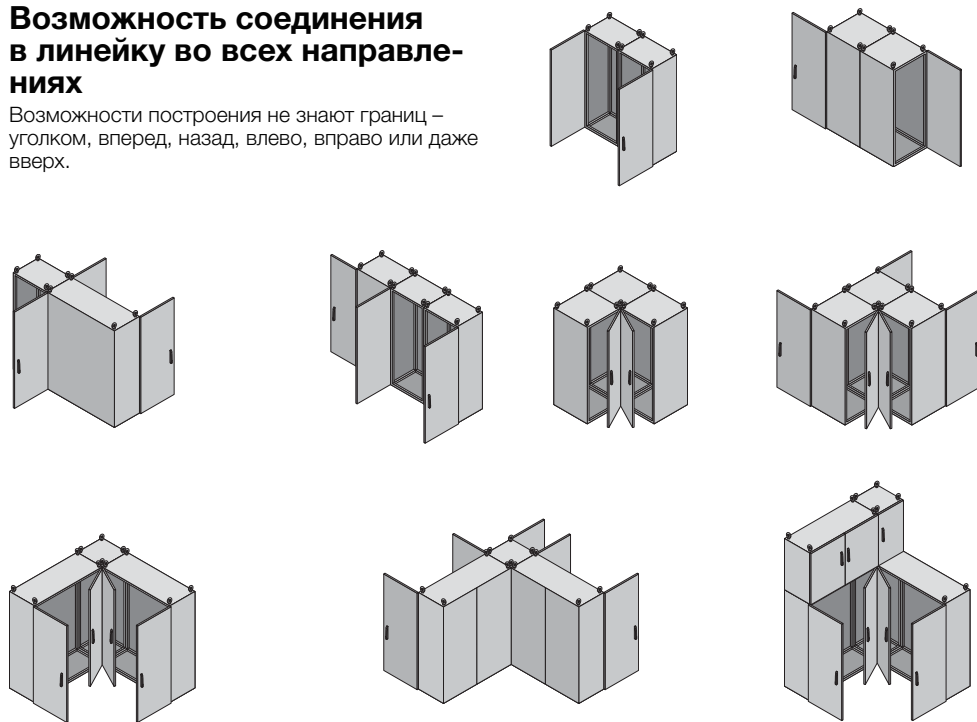 Возможность соединения
в линейку во всех направле-
ниях
Возможности построения не знают границ –
уголком, вперед, назад, влево, вправо или даже
вверх.